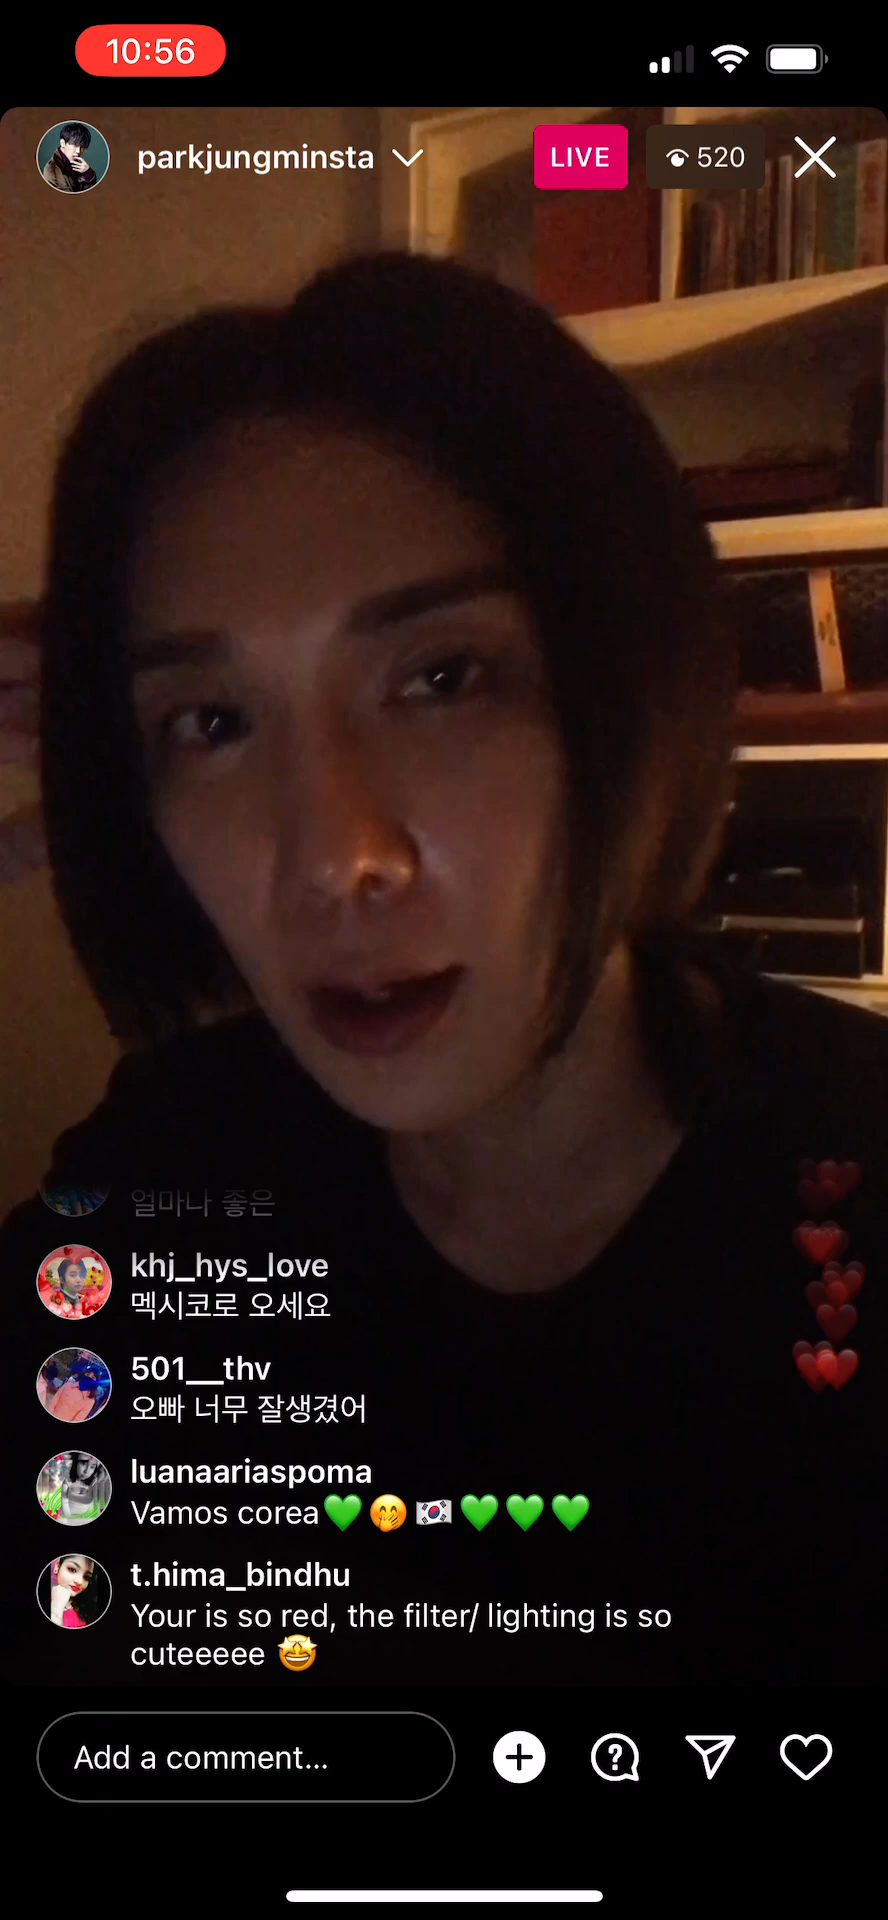 10:56
parkjungminsta
LIVE
520
얼마나 좋은
khj_hys_love
멕시코로 오세요
501__thv
오빠 너무 잘생겼어
luanaariaspoma
Vamos corea💚🤭🇰🇷💚💚💚
t.hima_bindhu
Your is so red, the filter/ lighting is so
cuteeeee 🤩
Add a comment...